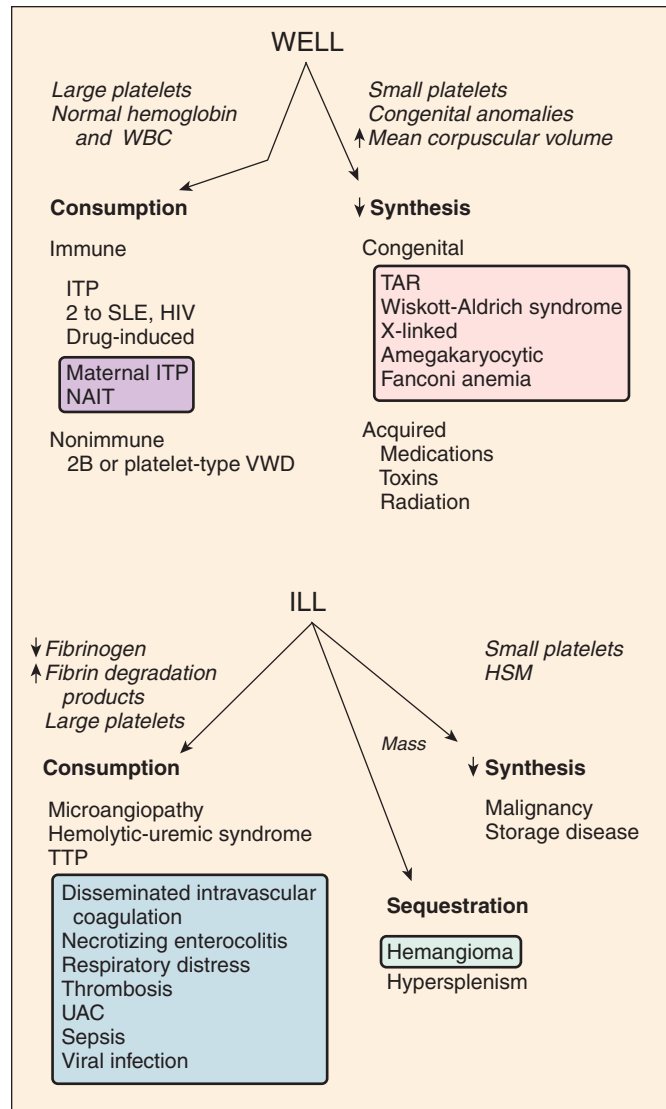 WELL
Large platelets
Normal hemoglobin
and WBC
Small platelets
Congenital anomalies
↑ Mean corpuscular volume
Consumption
Immune
ITP
2 to SLE, HIV
Drug-induced
Maternal ITP
NAIT
Nonimmune
2B or platelet-type VWD
↓ Synthesis
Congenital
TAR
Wiskott-Aldrich syndrome
X-linked
Amegakaryocytic
Fanconi anemia
Acquired
Medications
Toxins
Radiation
ILL
↓ Fibrinogen
↑ Fibrin degradation
products
Large platelets
Small platelets
HSM
Mass
Consumption
Microangiopathy
Hemolytic-uremic syndrome
TTP
Disseminated intravascular
coagulation
Necrotizing enterocolitis
Respiratory distress
Thrombosis
UAC
Sepsis
Viral infection
↓ Synthesis
Malignancy
Storage disease
Sequestration
Hemangioma
Hypersplenism